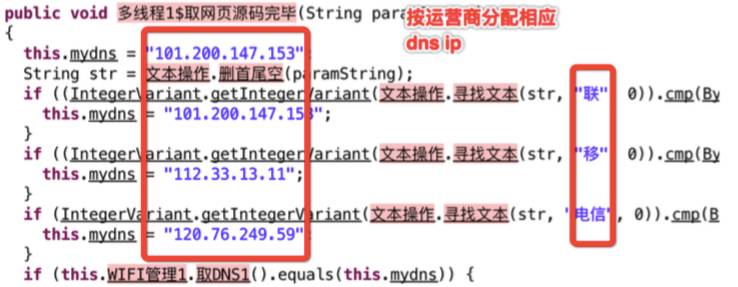 public void 多线程1$取网页源码完毕(String para
按运营商分配相应
dns ip
{
this.mydns = "101.200.147.153";
String str = 文本操作.删首尾空(paramString);
if ((IntegerVariant.getIntegerVariant(文本操作.寻找文本(str, "联", 0)).cmp(By
this.mydns = "101.200.147.153";
}
if ((IntegerVariant.getIntegerVariant(文本操作.寻找文本(str, "移", 0)).cmp(By
this.mydns = "112.33.13.11";
}
if (IntegerVariant.getIntegerVariant(文本操作.寻找文本(str, "电信", 0)).cmp(B
this.mydns = "120.76.249.59"
}
if (this.WIFI管理1.取DNS1().equals(this.mydns)) {